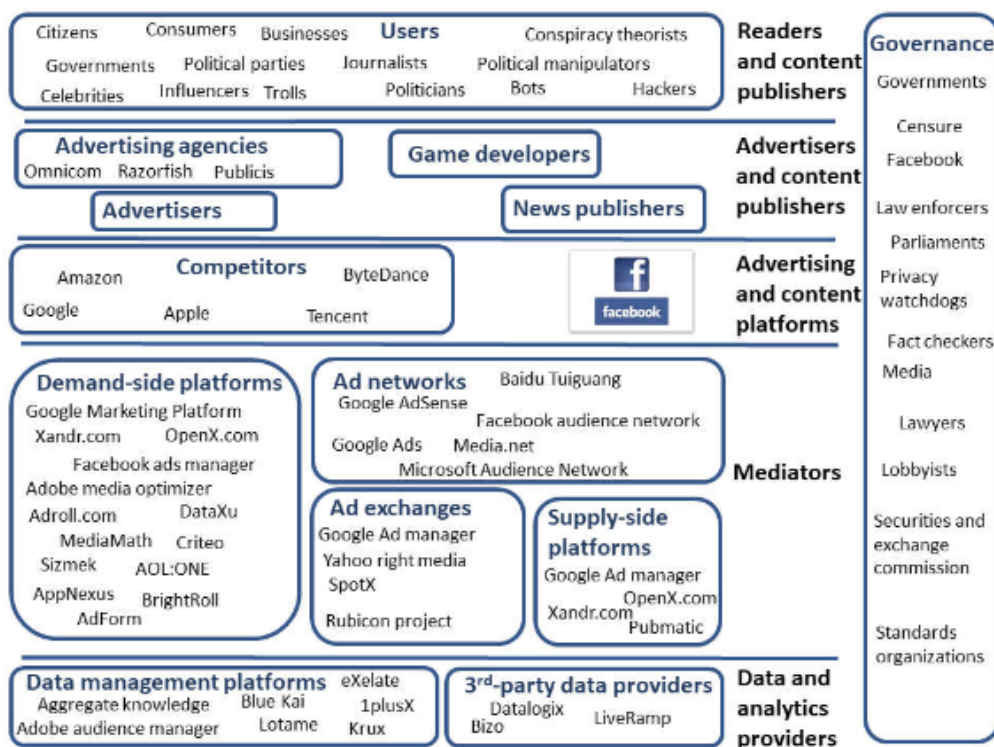 Citizens Consumers Businesses Users Conspiracy theorists
Governments Political parties Journalists Political manipulators
Celebrities Influencers Trolls Politicians Bots Hackers
Readers
and content
publishers
Advertising agencies
Omnicom Razorfish Publicis
Game developers
Advertisers
News publishers
Advertisers
and content
publishers
Competitors
Amazon ByteDance
Google Apple Tencent
f
facebook
Advertising
and content
platforms
Demand-side platforms
Google Marketing Platform
Xandr.com OpenX.com
Facebook ads manager
Adobe media optimizer
Adroll.com DataXu
MediaMath Criteo
Sizmek AOL:ONE
AppNexus BrightRoll
AdForm
Ad networks Baidu Tuiguang
Google AdSense
Facebook audience network
Google Ads Media.net
Microsoft Audience Network
Ad exchanges
Google Ad manager
Yahoo right media
SpotX
Rubicon project
Supply-side
platforms
Google Ad manager
OpenX.com
Xandr.com
Pubmatic
Mediators
Data management platforms eXelate
Aggregate knowledge Blue Kai 1plusX
Adobe audience manager Lotame Krux
3rd-party data providers
Datalogix
Bizo LiveRamp
Data and
analytics
providers
Governance
Governments
Censure
Facebook
Law enforcers
Parliaments
Privacy
watchdogs
Fact checkers
Media
Lawyers
Lobbyists
Securities and
exchange
commission
Standards
organizations